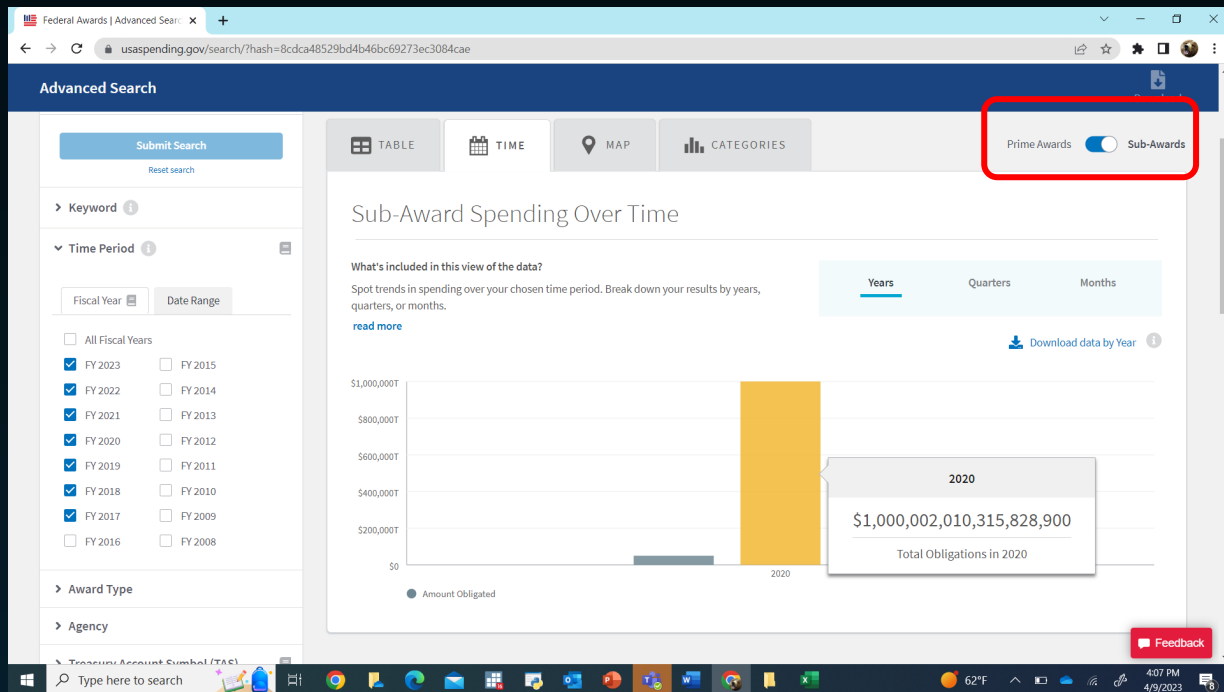 Federal Awards | Advanced Searc
usaspending.gov/search/?hash=8cdca48529bd4b46bc69273ec3084cae
Advanced Search
Submit Search
Reset search
Keyword
Time Period
Fiscal Year
Date Range
All Fiscal Years
FY 2023 FY 2015
FY 2022 FY 2014
FY 2021 FY 2013
FY 2020 FY 2012
FY 2019 FY 2011
FY 2018 FY 2010
FY 2017 FY 2009
FY 2016 FY 2008
Award Type
Agency
Treasury Account Symbol (TAS)
TABLE
TIME
MAP
CATEGORIES
Prime Awards
Sub-Awards
Sub-Award Spending Over Time
What's included in this view of the data?
Spot trends in spending over your chosen time period. Break down your results by years,
quarters, or months.
read more
Years
Quarters
Months
Download data by Year
$1,000,000T
$800,000T
$600,000T
$400,000T
$200,000T
$0
2020
Amount Obligated
2020
$1,000,002,010,315,828,900
Total Obligations in 2020
Feedback
Type here to search
62°F
4:07 PM
4/9/2023
8